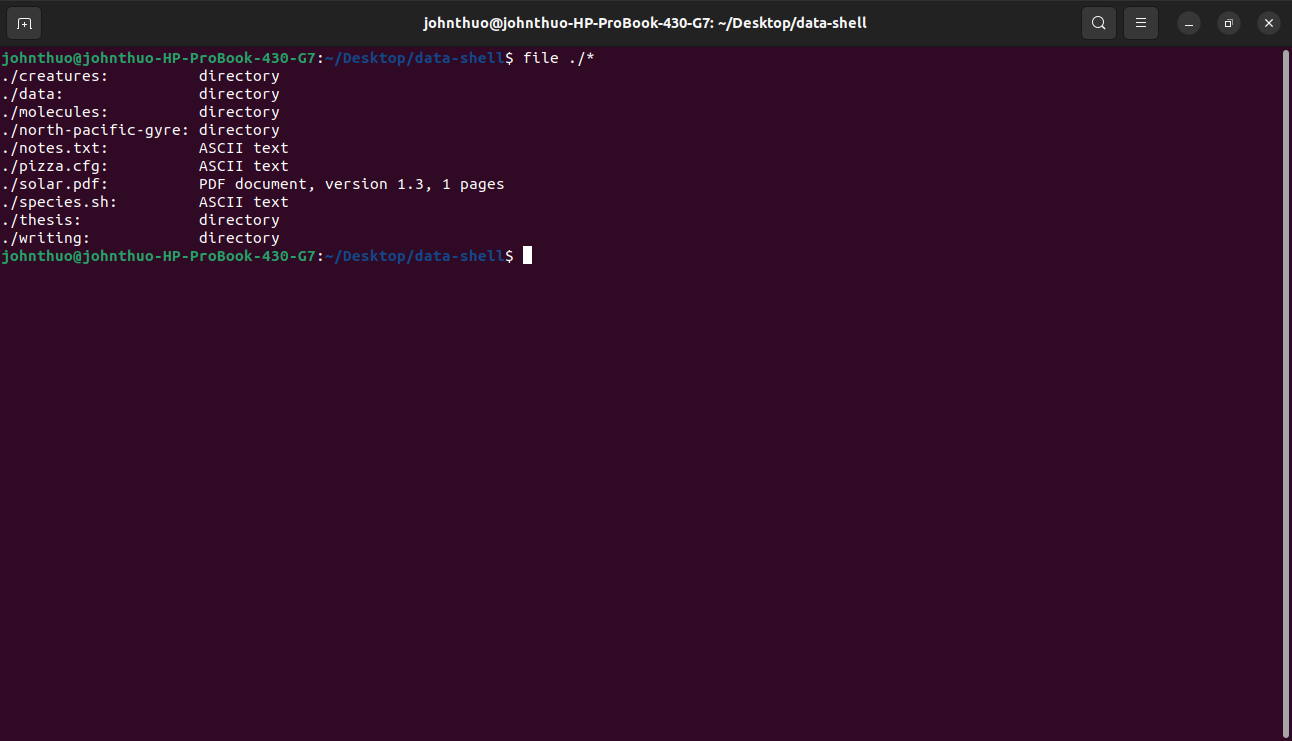 johnthuo@johnthuo-HP-ProBook-430-G7: ~/Desktop/data-shell
johnthuo@johnthuo-HP-ProBook-430-G7:~/Desktop/data-shell$ file ./*
./creatures:          directory
./data:               directory
./molecules:          directory
./north-pacific-gyre: directory
./notes.txt:          ASCII text
./pizza.cfg:          ASCII text
./solar.pdf:          PDF document, version 1.3, 1 pages
./species.sh:         ASCII text
./thesis:             directory
./writing:            directory
johnthuo@johnthuo-HP-ProBook-430-G7:~/Desktop/data-shell$